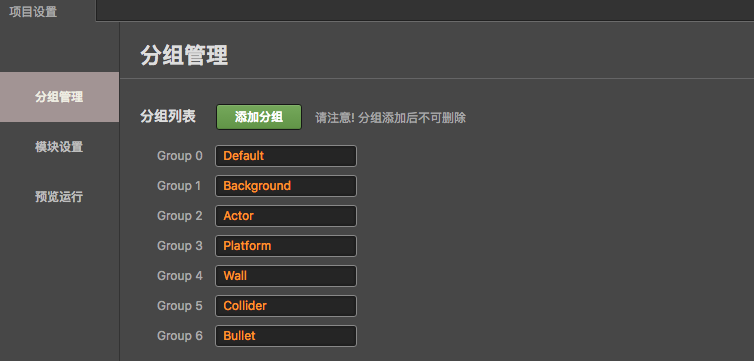 项目设置
分组管理
分组管理
模块设置
预览运行
分组列表 添加分组 请注意! 分组添加后不可删除
Group 0 Default
Group 1 Background
Group 2 Actor
Group 3 Platform
Group 4 Wall
Group 5 Collider
Group 6 Bullet